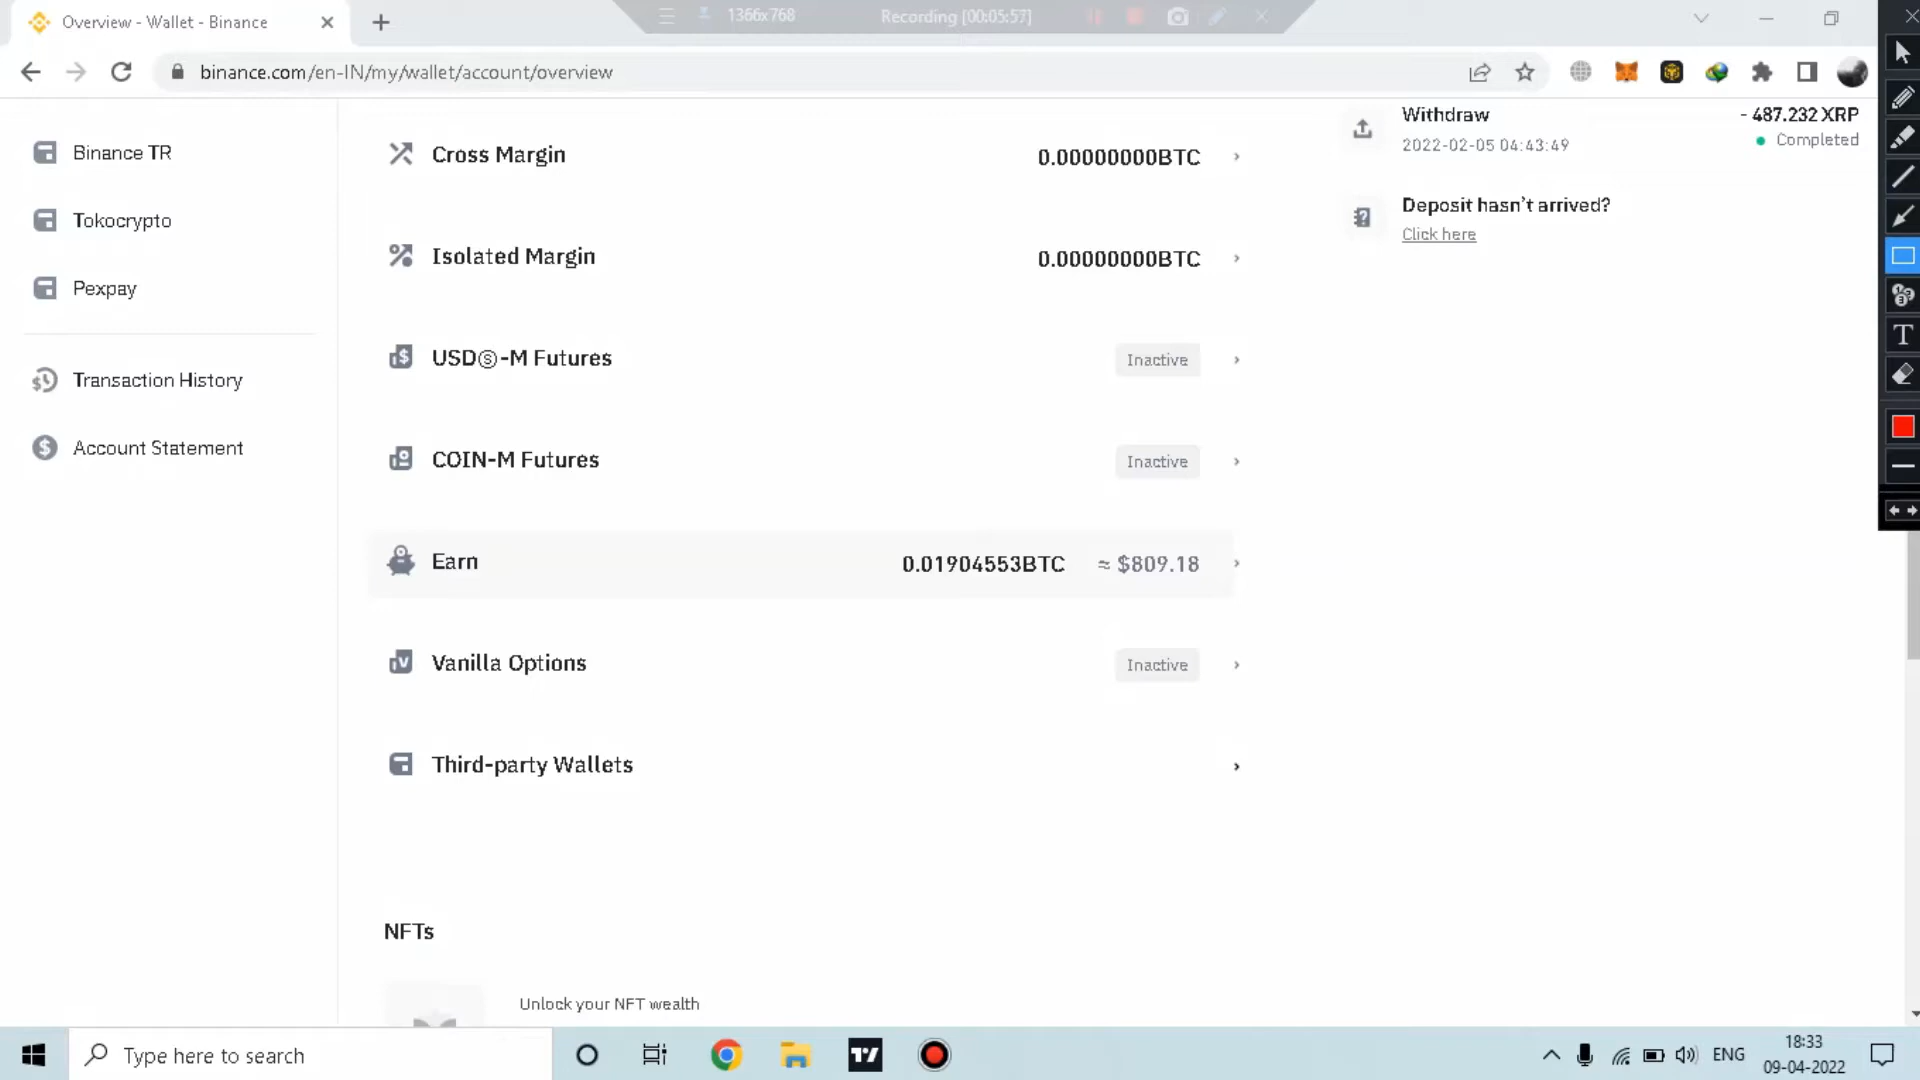 Overview - Wallet - Binance
1366x768
Recording [00:05:57]
binance.com/en-IN/my/wallet/account/overview
Binance TR
Tokocrypto
Pexpay
Transaction History
Account Statement
Cross Margin
0.00000000BTC
Isolated Margin
0.00000000BTC
USDⓈ-M Futures
Inactive
COIN-M Futures
Inactive
Earn
0.01904553BTC ≈ $809.18
Vanilla Options
Inactive
Third-party Wallets
NFTs
Unlock your NFT wealth
Withdraw
- 487.232 XRP
2022-02-05 04:43:49
Completed
Deposit hasn't arrived?
Click here
T
Type here to search
ENG
18:33
09-04-2022